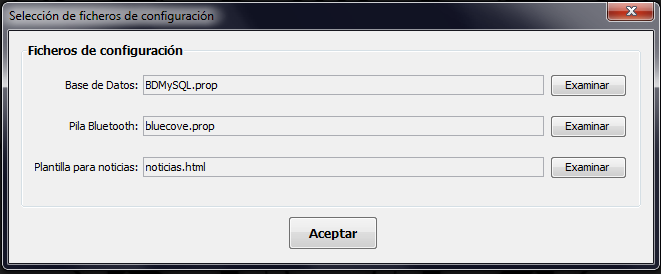 Selección de ficheros de configuración
Ficheros de configuración
Base de Datos: BDMySQL.prop Examinar
Pila Bluetooth: bluecove.prop Examinar
Plantilla para noticias: noticias.html Examinar
Aceptar